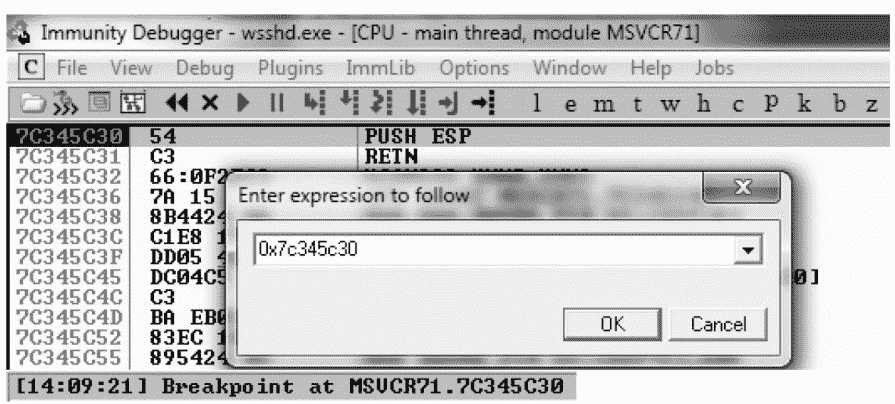 Immunity Debugger - wsshd.exe - [CPU - main thread, module MSVCR71]
C File View Debug Plugins ImmLib Options Window Help Jobs
l e m t w h c P k b z
7C345C30 54 PUSH ESP
7C345C31 C3 RETN
7C345C32 66:0F2
7C345C36 7A 15
7C345C38 8B4424
7C345C3C C1E8 1
7C345C3F DD05 4
7C345C45 DC04C5 0]
7C345C4C C3
7C345C4D BA EB0
7C345C52 83EC 1
7C345C55 895424
Enter expression to follow
0x7c345c30
OK Cancel
[14:09:21] Breakpoint at MSVCR71.7C345C30